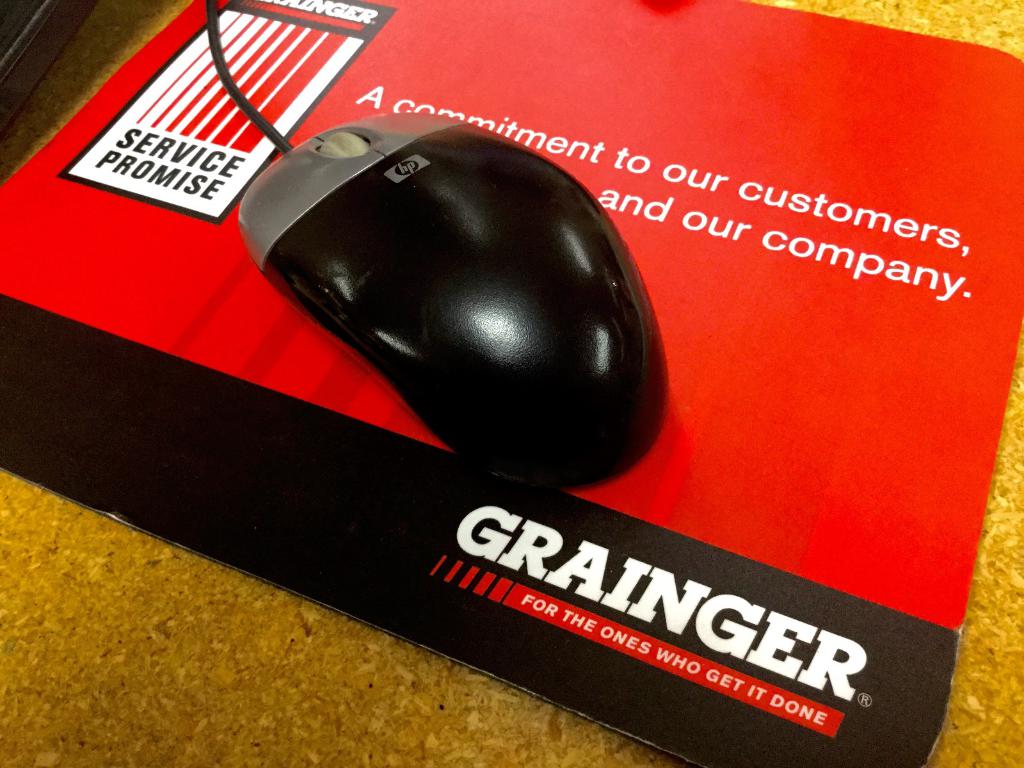 GRAINGER.
SERVICE
PROMISE
A commitment to our customers,
and our company.
hp
GRAINGER®
FOR THE ONES WHO GET IT DONE